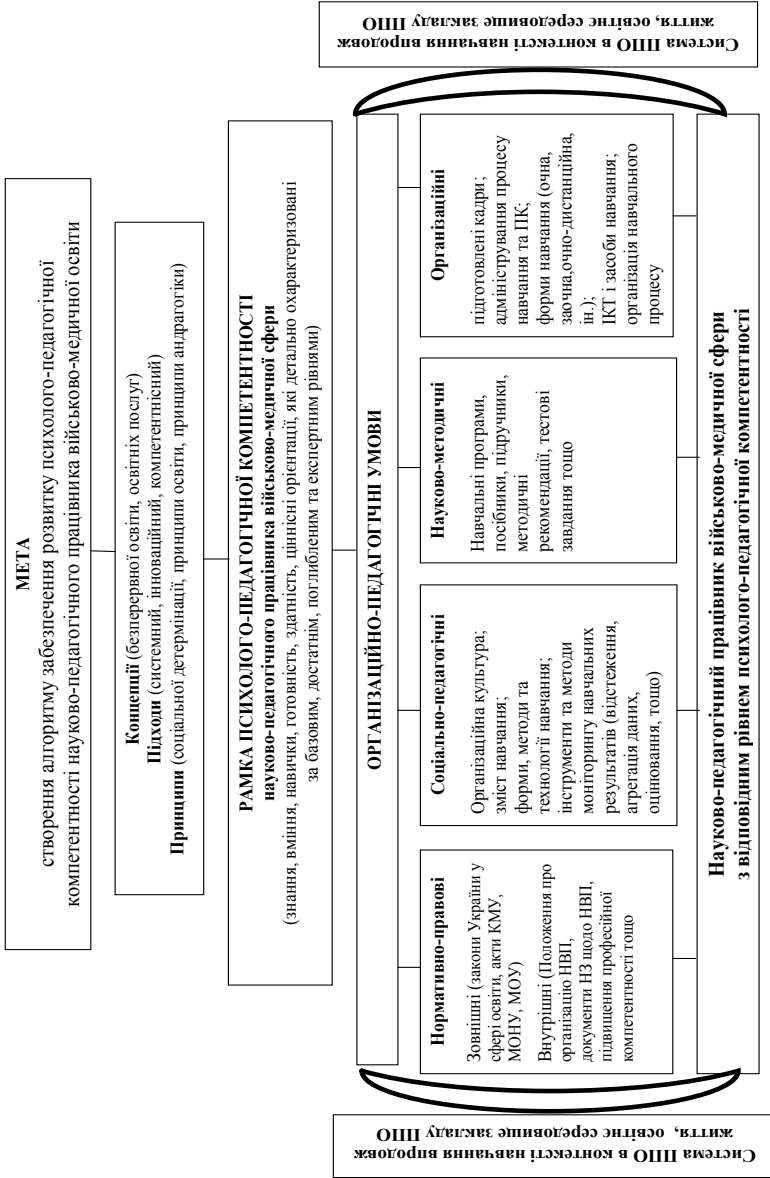 МЕТА
створення алгоритму забезпечення розвитку психолого-педагогічної
компетентності науково-педагогічного працівника військово-медичної освіти
Концепції (безперервної освіти, освітніх послуг)
Підходи (системний, інноваційний, компетентнісний)
Принципи (соціальної детермінації, принципи освіти, принципи андрагогіки)
РАМКА ПСИХОЛОГО-ПЕДАГОГІЧНОЇ КОМПЕТЕНТНОСТІ
науково-педагогічного працівника військово-медичної сфери
(знання, вміння, навички, готовність, здатність, ціннісні орієнтації, які детально охарактеризовані
за базовим, достатнім, поглибленим та експертним рівнями)
ОРГАНІЗАЦІЙНО-ПЕДАГОГІЧНІ УМОВИ
Нормативно-правові
Зовнішні (закони України у
сфері освіти, акти КМУ,
МОНУ, МОУ)
Внутрішні (Положення про
організацію НВП,
документи НЗ щодо НВП,
підвищення професійної
компетентності тощо
Соціально-педагогічні
Організаційна культура;
зміст навчання;
форми, методи та
технології навчання;
інструменти та методи
моніторингу навчальних
результатів (відстеження,
агрегація даних,
оцінювання, тощо)
Науково-методичні
Навчальні програми,
посібники, підручники,
методичні
рекомендації, тестові
завдання тощо
Організаційні
підготовлені кадри;
адміністрування процесу
навчання та ПК;
форми навчання (очна,
заочна,очно-дистанційна,
ін.);
ІКТ і засоби навчання;
організація навчального
процесу
Науково-педагогічний працівник військово-медичної сфери
з відповідним рівнем психолого-педагогічної компетентності
Система ППО в контексті навчання впродовж
життя, освітнє середовище закладу ППО
Система ППО в контексті навчання впродовж
життя, освітнє середовище закладу ППО